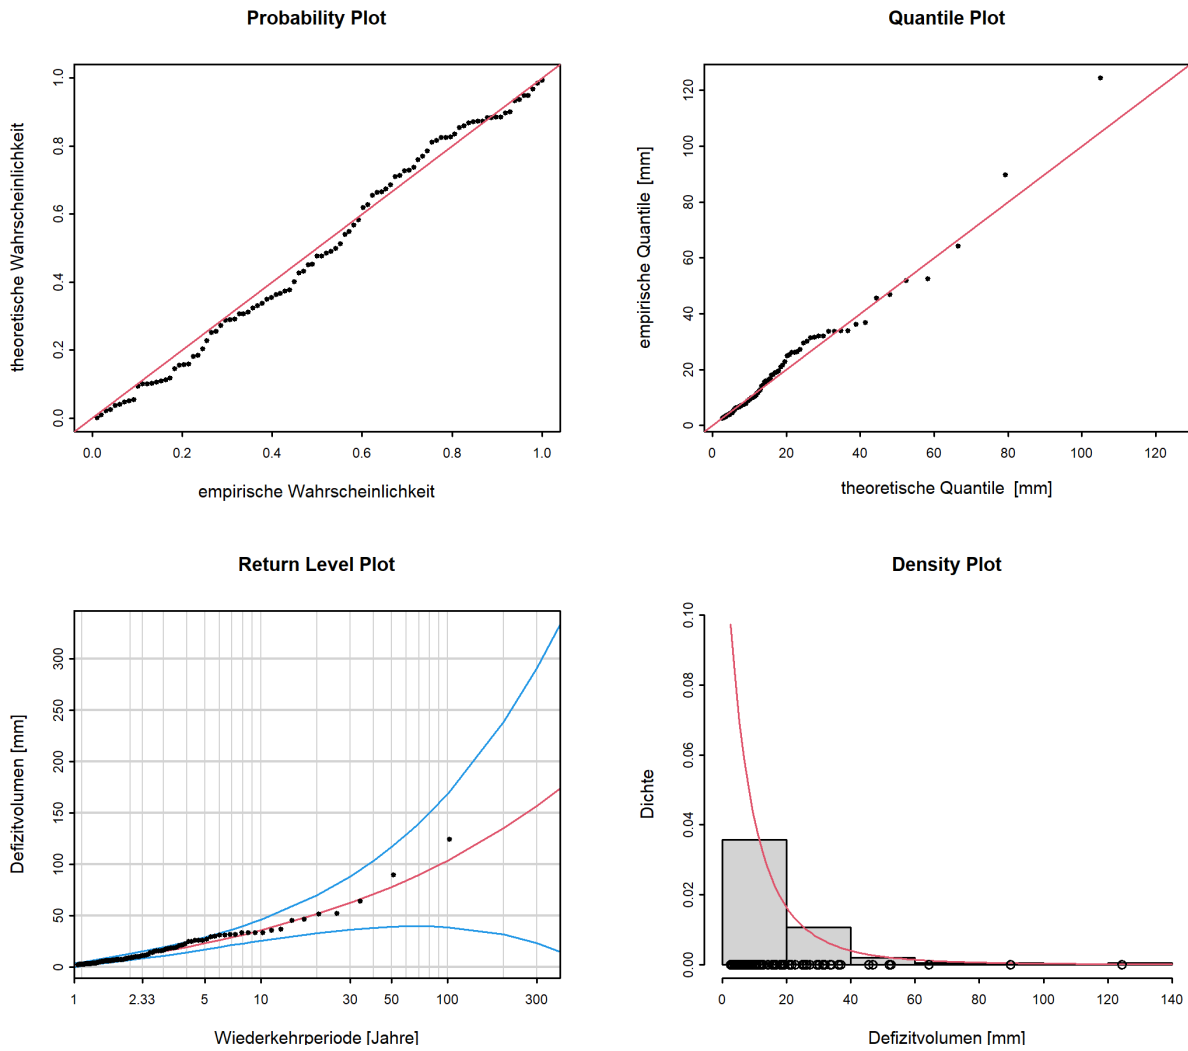 Probability Plot
theoretische Wahrscheinlichkeit
0.0 0.2 0.4 0.6 0.8 1.0
0.0 0.2 0.4 0.6 0.8 1.0
empirische Wahrscheinlichkeit
Quantile Plot
empirische Quantile [mm]
0 20 40 60 80 100 120
0 20 40 60 80 100 120
theoretische Quantile [mm]
Return Level Plot
Defizitvolumen [mm]
0 50 100 150 200 250 300
1 2.33 5 10 30 50 100 300
Wiederkehrperiode [Jahre]
Density Plot
Dichte
0.00 0.02 0.04 0.06 0.08 0.10
0 20 40 60 80 100 120 140
Defizitvolumen [mm]